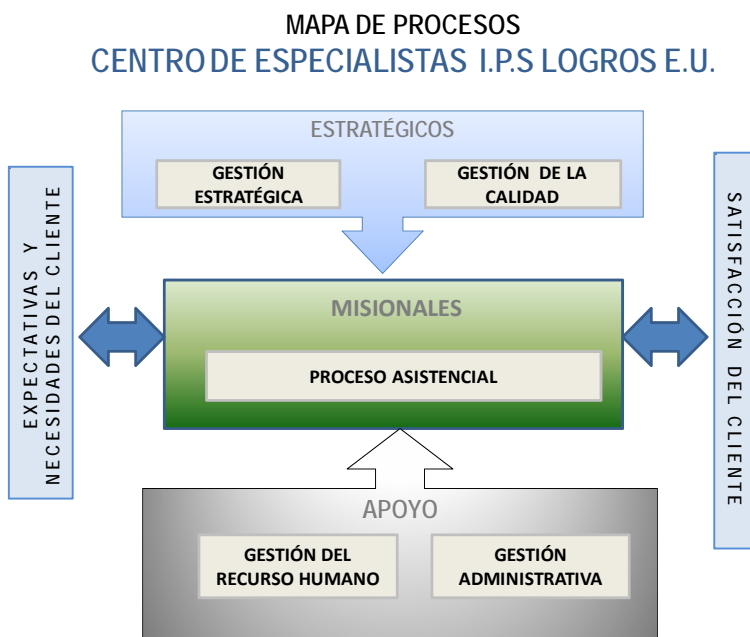 MAPA DE PROCESOS
CENTRO DE ESPECIALISTAS I.P.S LOGROS E.U.
ESTRATÉGICOS
GESTIÓN
ESTRATÉGICA
GESTIÓN DE LA
CALIDAD
EXPECTATIVAS Y
NECESIDADES DEL CLIENTE
MISIONALES
PROCESO ASISTENCIAL
SATISFACCIÓN DEL CLIENTE
APOYO
GESTIÓN DEL
RECURSO HUMANO
GESTIÓN
ADMINISTRATIVA